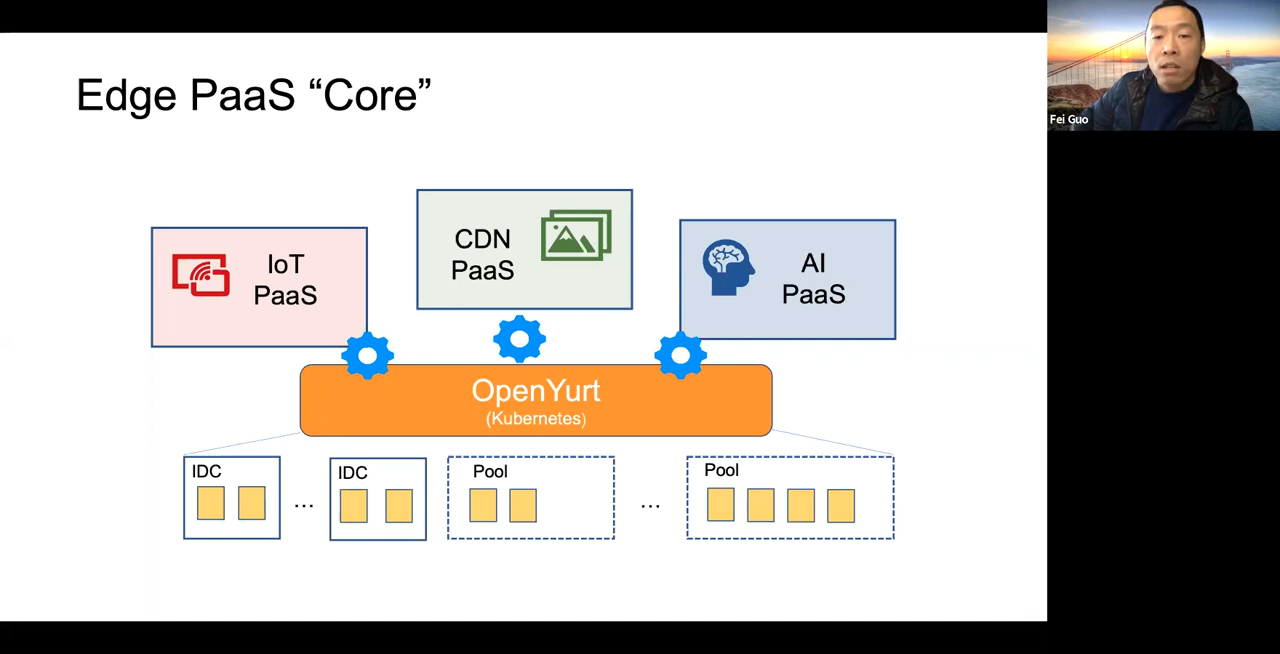 Edge PaaS “Core”
Fei Guo
IoT
PaaS
CDN
PaaS
AI
PaaS
OpenYurt
(Kubernetes)
IDC
...
IDC
Pool
...
Pool